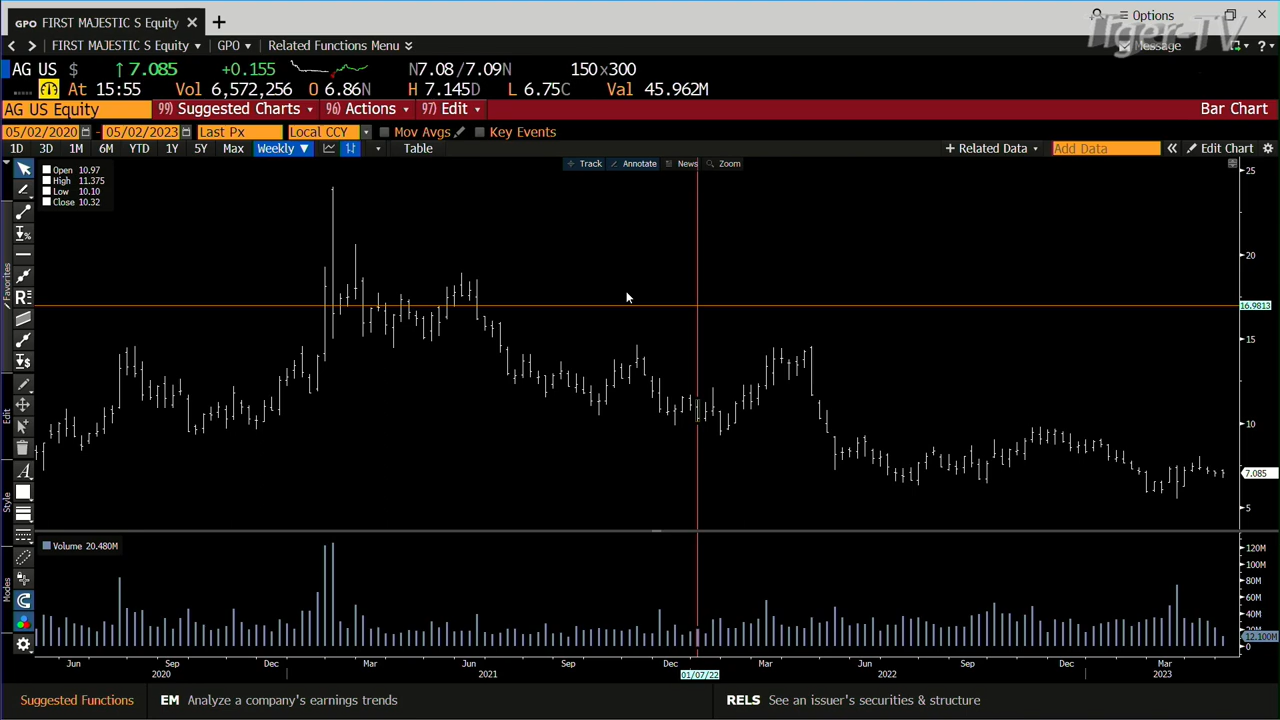 GPO FIRST MAJESTIC S Equity × +
Options
Tiger-TV
FIRST MAJESTIC S Equity GPO Related Functions Menu
Message
?
AG US $ ↑7.085 +0.155 N7.08/7.09N 150x300
At 15:55 Vol 6,572,256 O 6.86N H 7.145D L 6.75C Val 45.962M
AG US Equity 99) Suggested Charts 96) Actions 97) Edit Bar Chart
05/02/2020 - 05/02/2023 Last Px Local CCY Mov Avgs Key Events
1D 3D 1M 6M YTD 1Y 5Y Max Weekly ▼ Table + Related Data Add Data « Edit Chart
Track Annotate News Zoom
Open 10.97
High 11.375
Low 10.10
Close 10.32
25
20
16.9813
15
10
7.085
5
Favorites
Edit
Style
Modes
Volume 20.480M
120M
100M
80M
60M
40M
20M
12.100M
0
Jun Sep Dec Mar Jun Sep Dec Mar Jun Sep Dec Mar
2020 2021 01/07/22 2022 2023
Suggested Functions EM Analyze a company's earnings trends RELS See an issuer's securities & structure